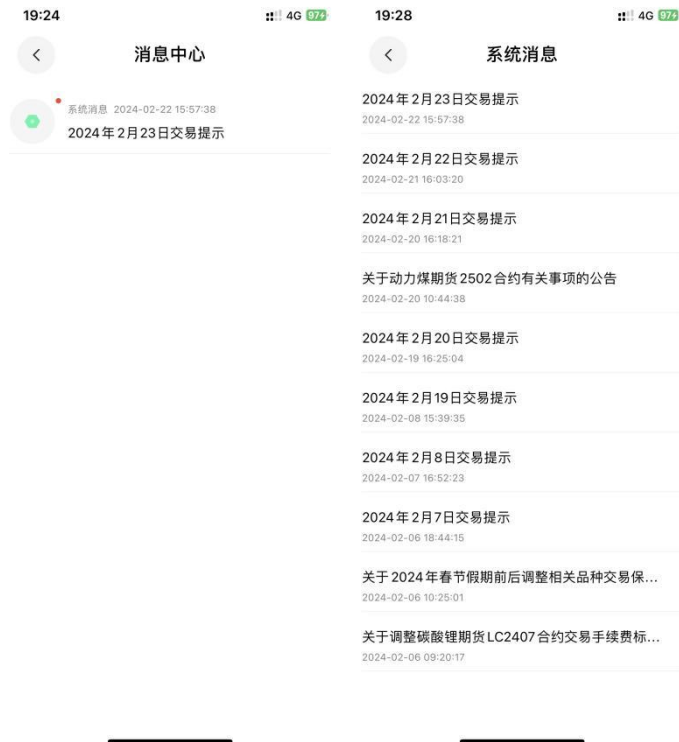 19:24
4G 97
消息中心
系统消息 2024-02-22 15:57:38
2024年2月23日交易提示
19:28
4G 97
系统消息
2024年2月23日交易提示
2024-02-22 15:57:38
2024年2月22日交易提示
2024-02-21 16:03:20
2024年2月21日交易提示
2024-02-20 16:18:21
关于动力煤期货2502合约有关事项的公告
2024-02-20 10:44:38
2024年2月20日交易提示
2024-02-19 16:25:04
2024年2月19日交易提示
2024-02-08 15:39:35
2024年2月8日交易提示
2024-02-07 16:52:23
2024年2月7日交易提示
2024-02-06 18:44:15
关于2024年春节假期前后调整相关品种交易保...
2024-02-06 10:25:01
关于调整碳酸锂期货LC2407合约交易手续费标...
2024-02-06 09:20:17